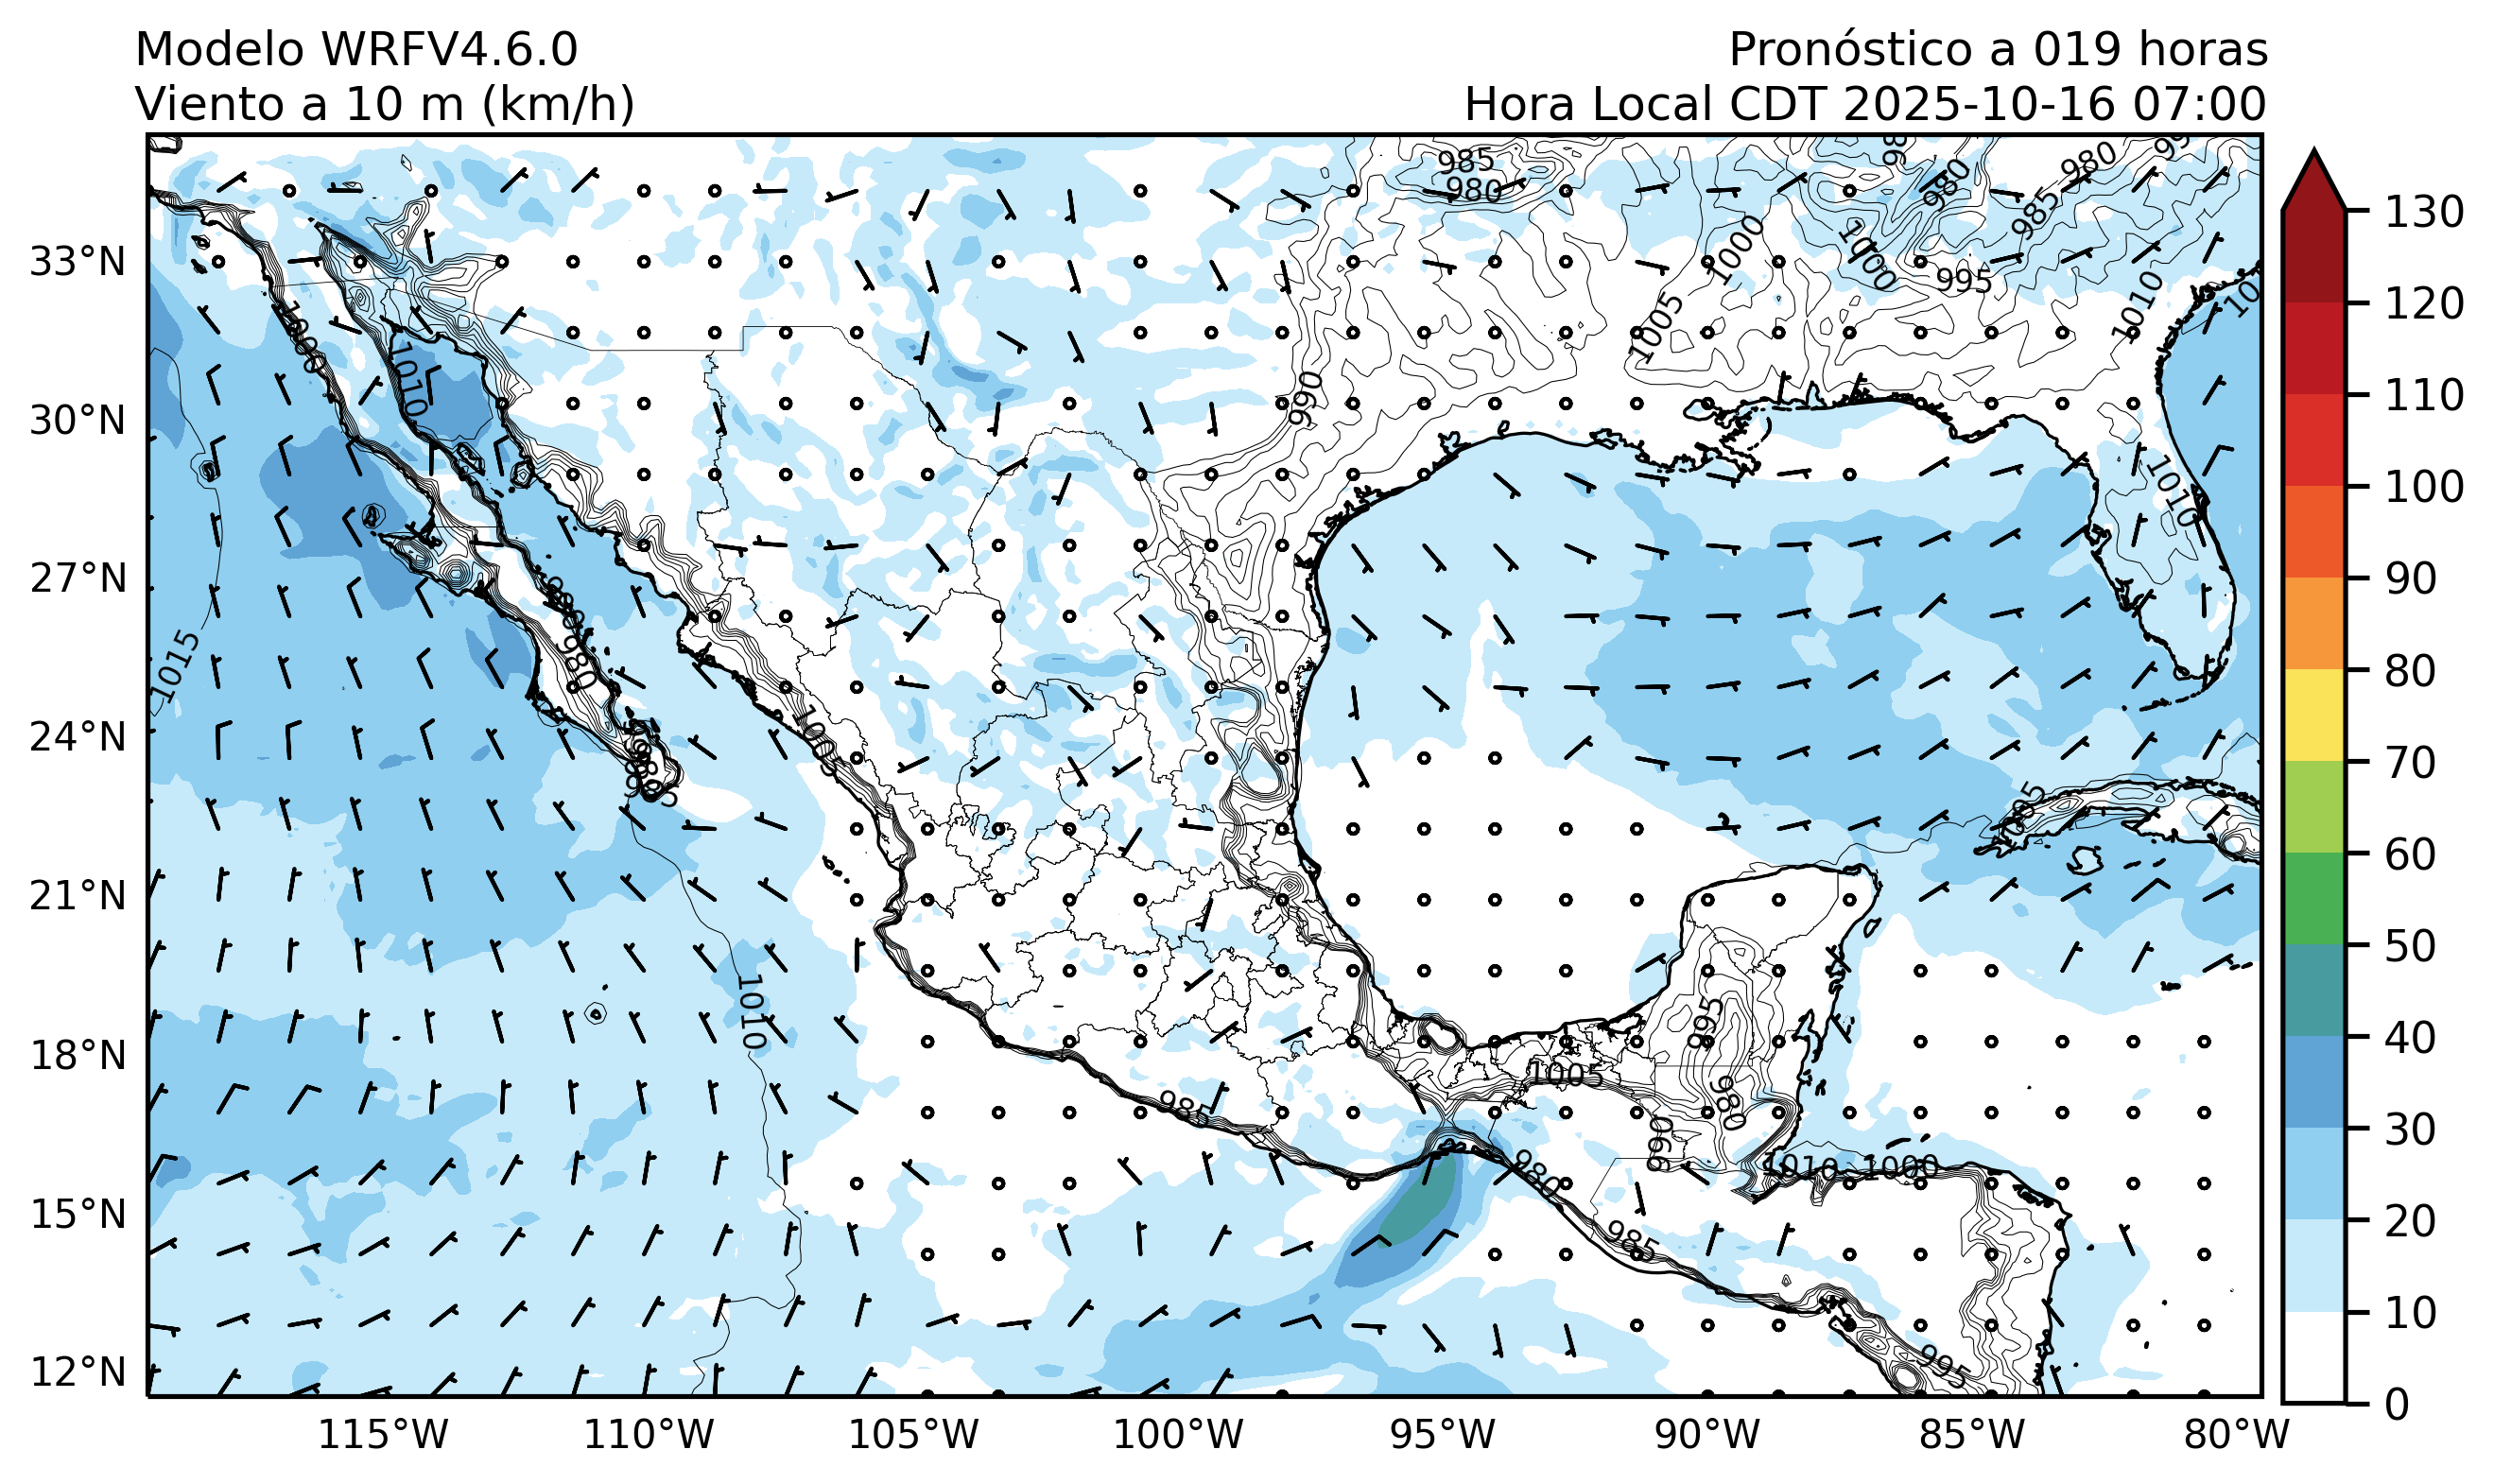 Modelo WRFV4.6.0
Pronóstico a 019 horas
Viento a 10 m (km/h)
Hora Local CDT 2025-10-16 07:00
985
980
980
980
985
1000
1000
995
1005
1010
1000
1010
990
1010
1015
980
1005
985
1010
995
1005
980
990
985
980
1010
1000
985
995
33°N
30°N
27°N
24°N
21°N
18°N
15°N
12°N
115°W
110°W
105°W
100°W
95°W
90°W
85°W
80°W
130
120
110
100
90
80
70
60
50
40
30
20
10
0